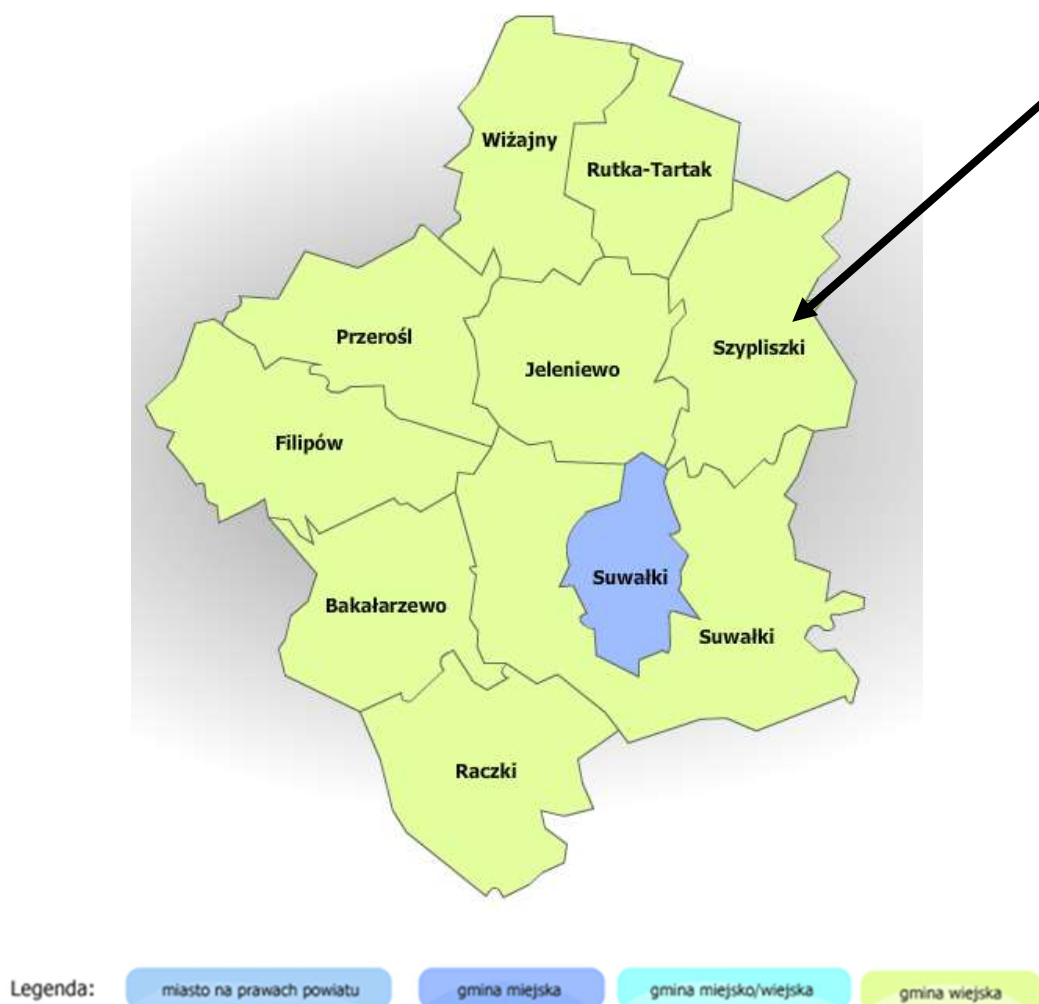 Wiżajny
Rutka-Tartak
Przerośl
Szypliszki
Jeleniewo
Filipów
Suwałki
Bakałarzewo
Suwałki
Raczki
Legenda: miasto na prawach powiatu gmina miejska gmina miejsko/wiejska gmina wiejska